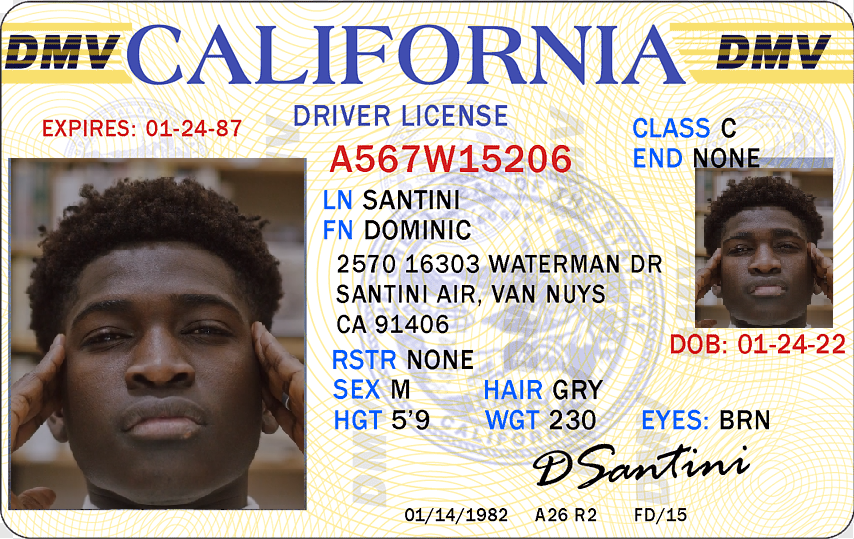 DMV CALIFORNIA DMV
DRIVER LICENSE
EXPIRES: 01-24-87
CLASS C
END NONE
A567W15206
LN SANTINI
FN DOMINIC
2570 16303 WATERMAN DR
SANTINI AIR, VAN NUYS
CA 91406
DOB: 01-24-22
RSTR NONE
SEX M HAIR GRY
HGT 5'9 WGT 230 EYES: BRN
DSantini
01/14/1982 A26 R2 FD/15